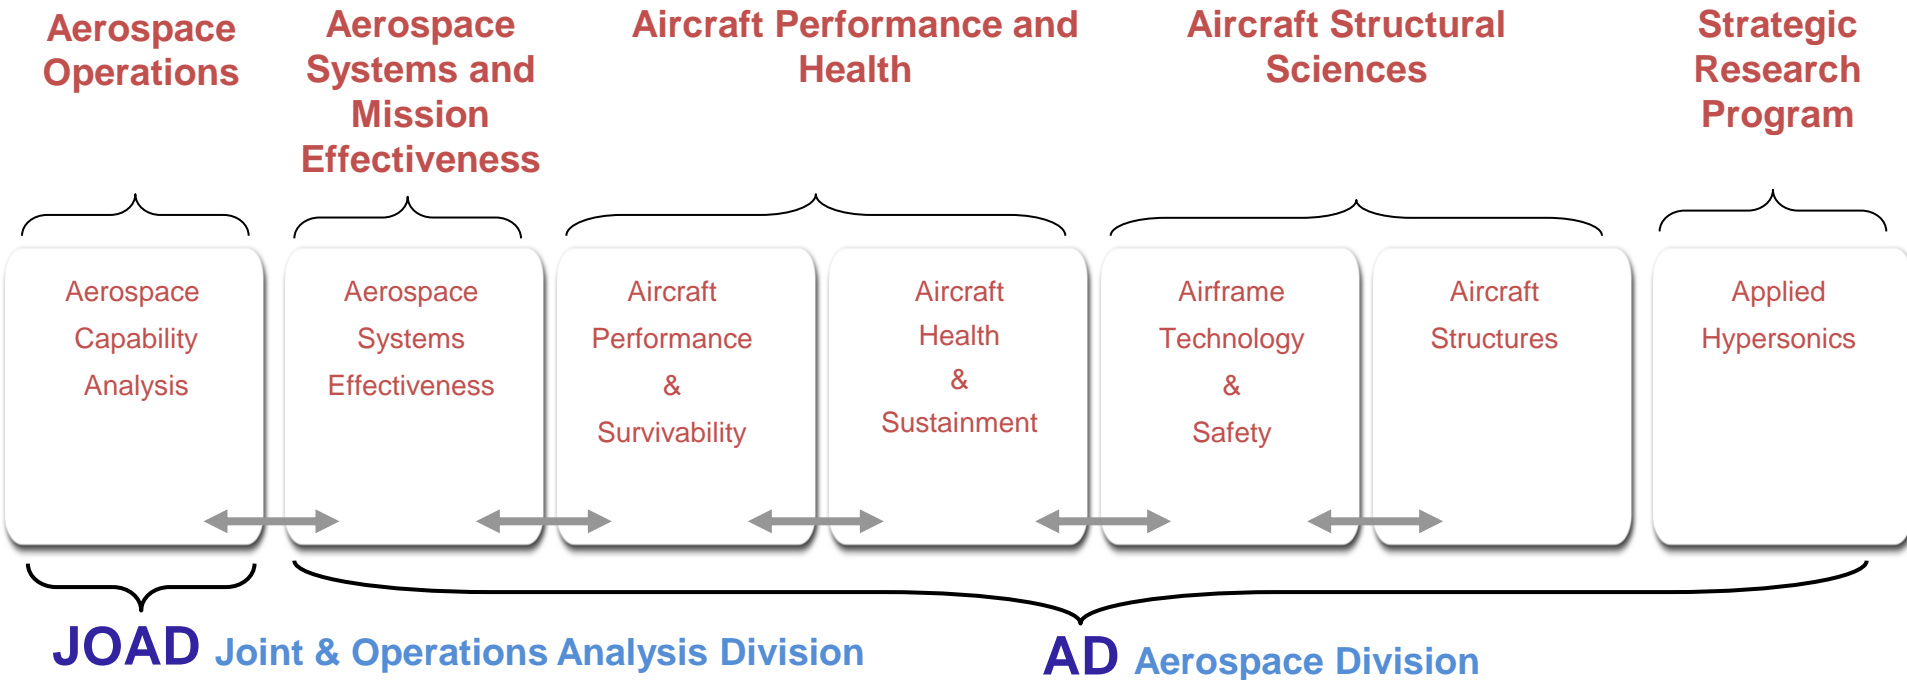 Aerospace
Operations
Aerospace
Systems and
Mission
Effectiveness
Aircraft Performance and
Health
Aircraft Structural
Sciences
Strategic
Research
Program
Aerospace
Capability
Analysis
Aerospace
Systems
Effectiveness
Aircraft
Performance
&
Survivability
Aircraft
Health
&
Sustainment
Airframe
Technology
&
Safety
Aircraft
Structures
Applied
Hypersonics
JOAD Joint & Operations Analysis Division
AD Aerospace Division